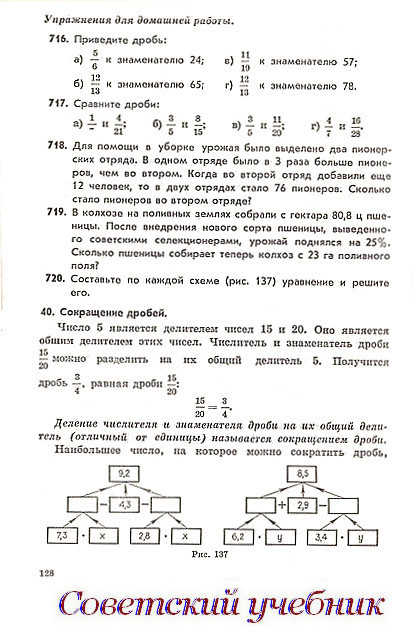 Упражнения для домашней работы.
716. Приведите дробь:
а) 5/6 к знаменателю 24; в) 11/19 к знаменателю 57;
б) 12/13 к знаменателю 65; г) 12/13 к знаменателю 78.
717. Сравните дроби:
а) 1/7 и 4/21; б) 3/5 и 8/15; в) 3/5 и 11/20; г) 4/7 и 16/28.
718. Для помощи в уборке урожая было выделено два пионер-
ских отряда. В одном отряде было в 3 раза больше пионе-
ров, чем во втором. Когда во второй отряд добавили еще
12 человек, то в двух отрядах стало 76 пионеров. Сколько
стало пионеров во втором отряде?
719. В колхозе на поливных землях собрали с гектара 80,8 ц пше-
ницы. После внедрения нового сорта пшеницы, выведенно-
го советскими селекционерами, урожай поднялся на 25%.
Сколько пшеницы собирает теперь колхоз с 23 га поливного
поля?
720. Составьте по каждой схеме (рис. 137) уравнение и решите
его.
40. Сокращение дробей.
Число 5 является делителем чисел 15 и 20. Оно является
общим делителем этих чисел. Числитель и знаменатель дроби
15/20 можно разделить на их общий делитель 5. Получится
дробь 3/4, равная дроби 15/20:
15/20 = 3/4.
Деление числителя и знаменателя дроби на их общий дели-
тель (отличный от единицы) называется сокращением дроби.
Наибольшее число, на которое можно сократить дробь,
9,2 8,5
− 4,3 − + 2,9 −
7,3 · x 2,8 · x 6,2 · y 3,4 · y
Рис. 137
128
Советский учебник